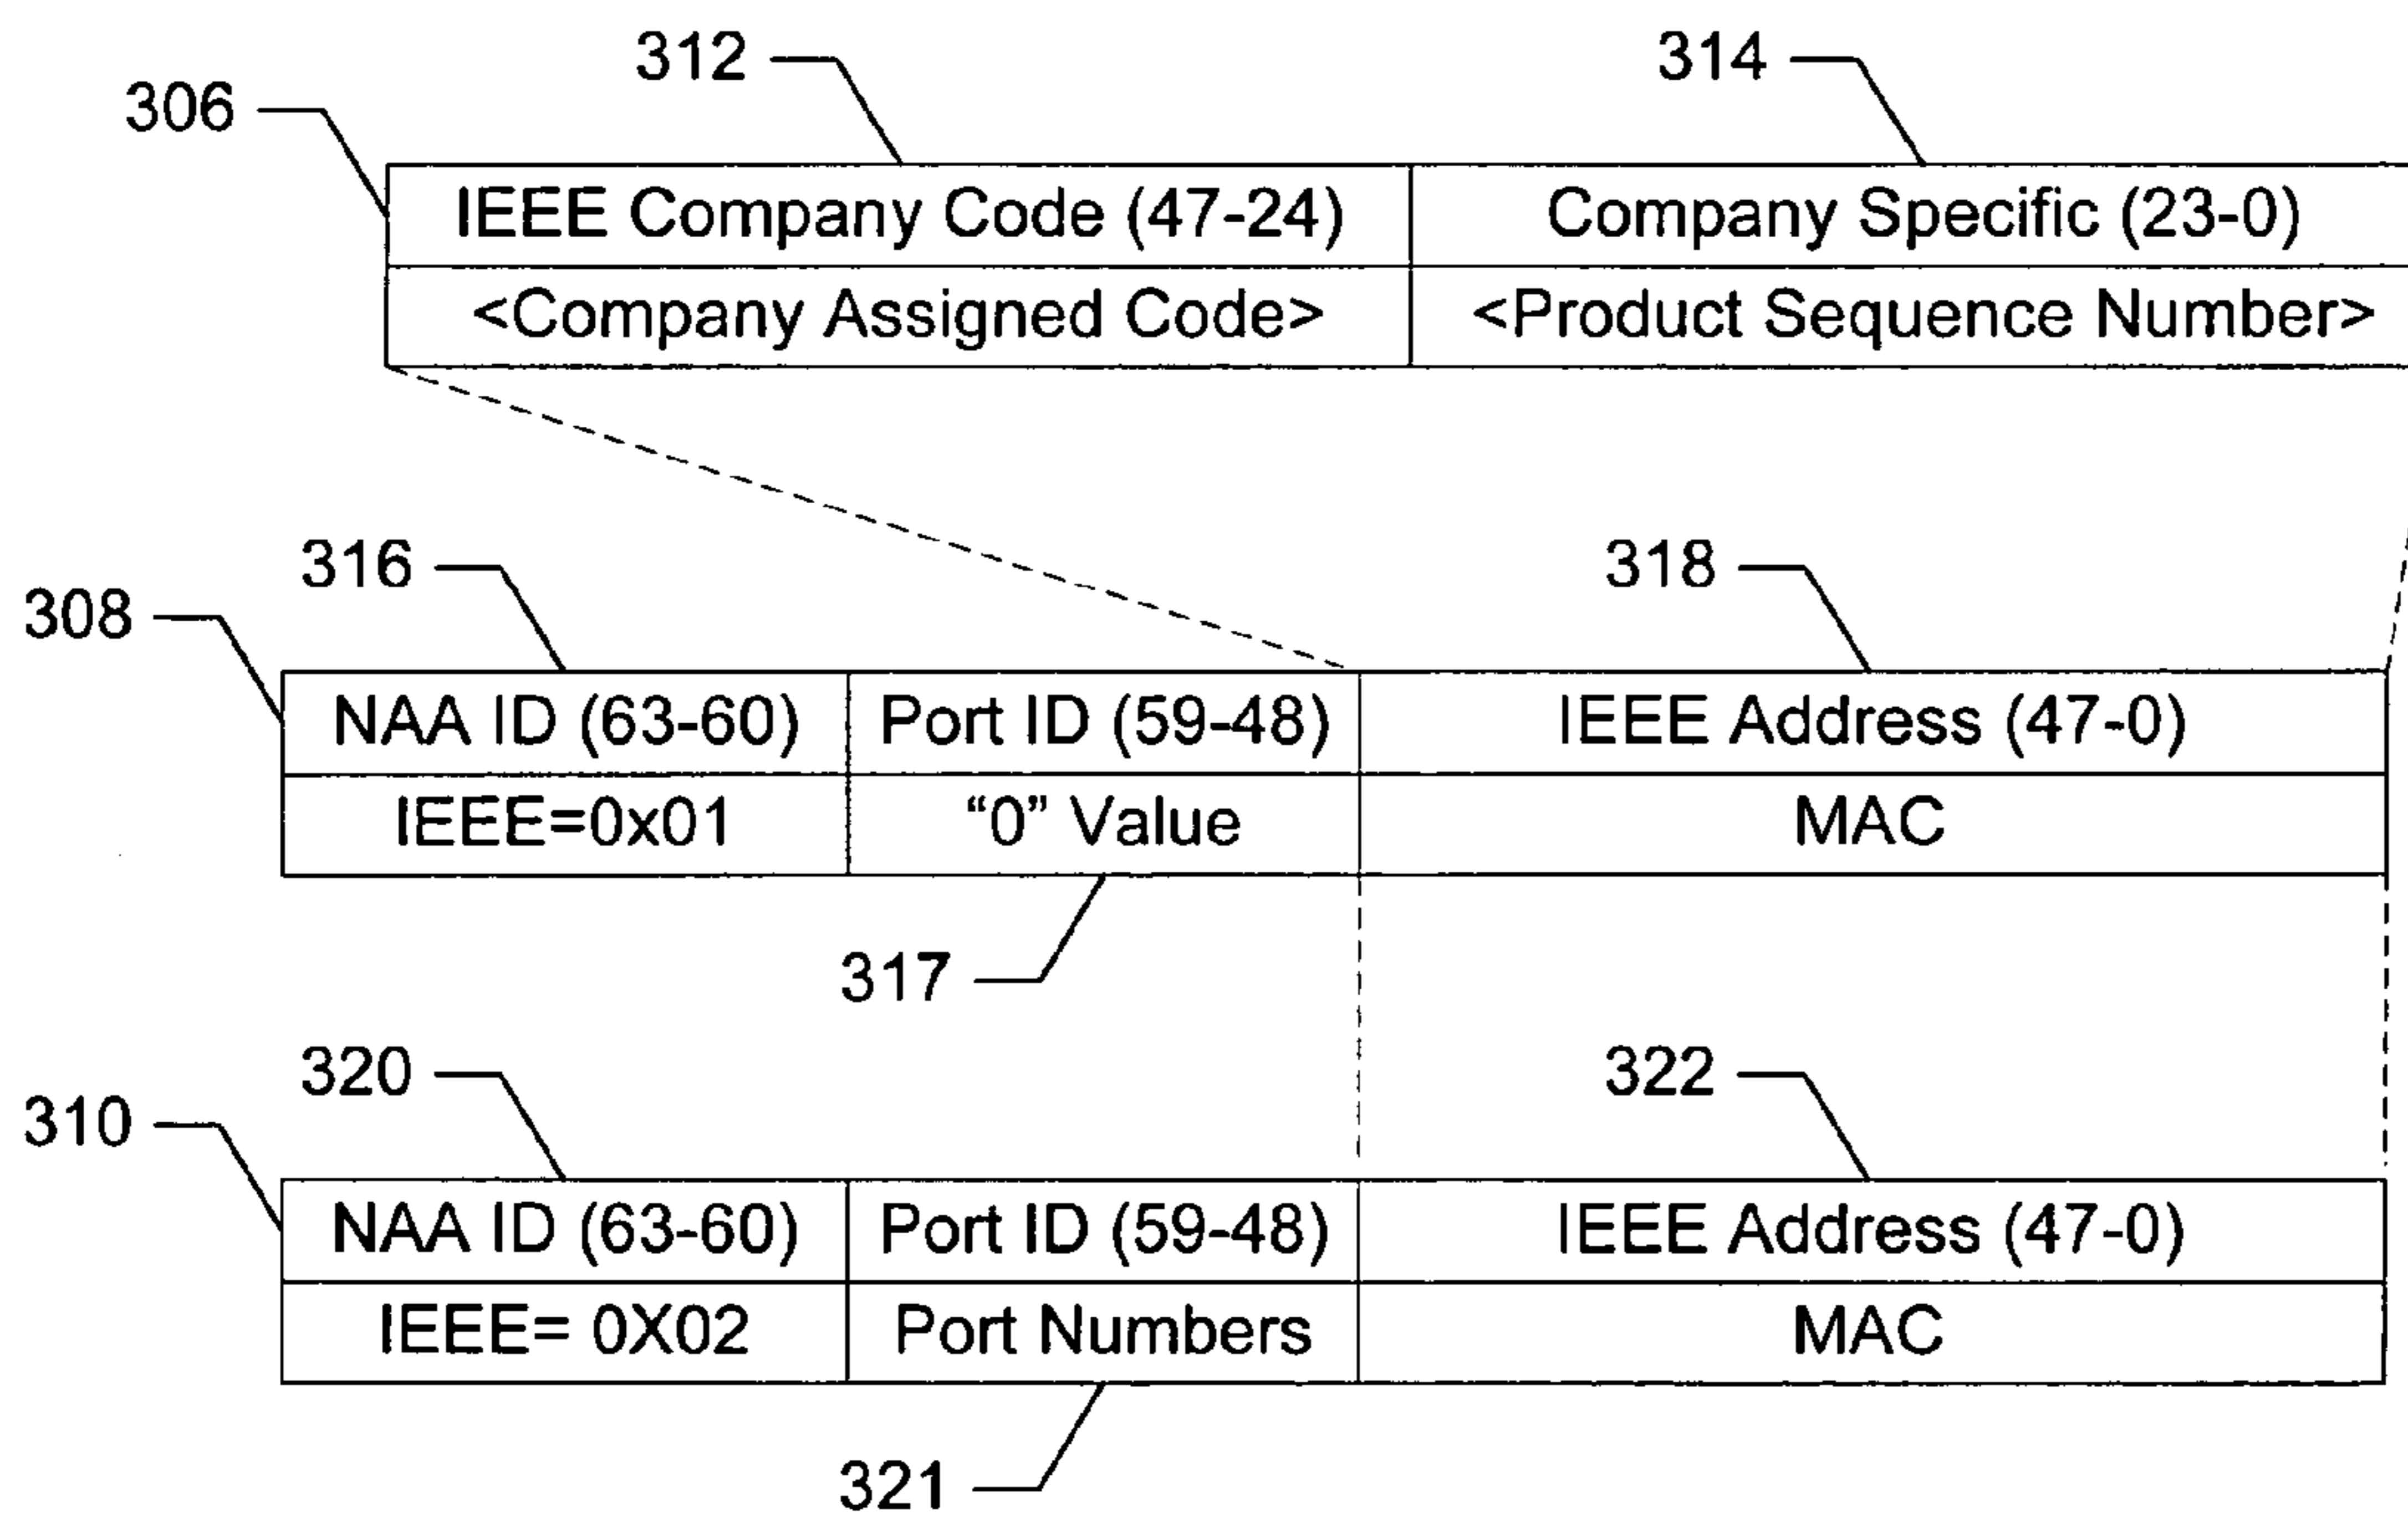 312
314
306
IEEE Company Code (47-24)
Company Specific (23-0)
<Company Assigned Code>
<Product Sequence Number>
316
318
308
NAA ID (63-60)
Port ID (59-48)
IEEE Address (47-0)
IEEE=0x01
“0” Value
MAC
317
320
322
310
NAA ID (63-60)
Port ID (59-48)
IEEE Address (47-0)
IEEE= 0X02
Port Numbers
MAC
321